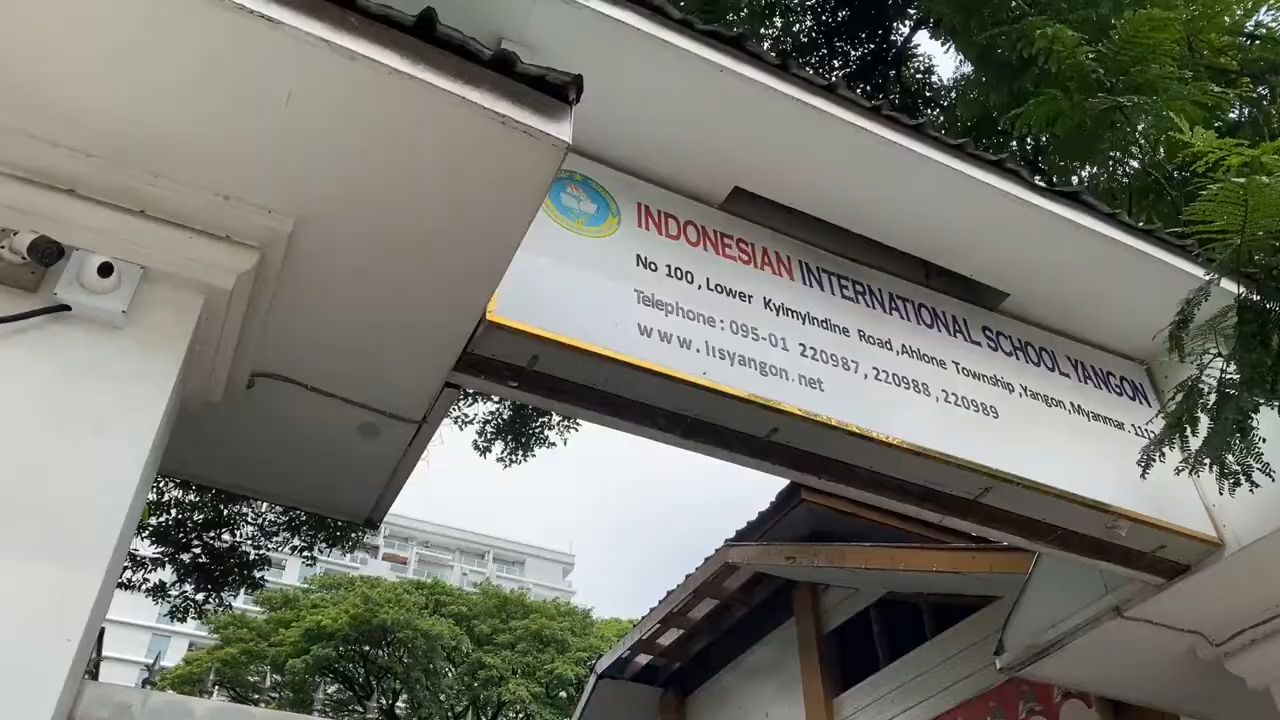 INDONESIAN INTERNATIONAL SCHOOL YANGON
No 100 , Lower Kyimyindine Road ,Ahlone Township ,Yangon,Myanmar.
Telephone : 095-01 220987 , 220988 , 220989
www.iisyangon.net